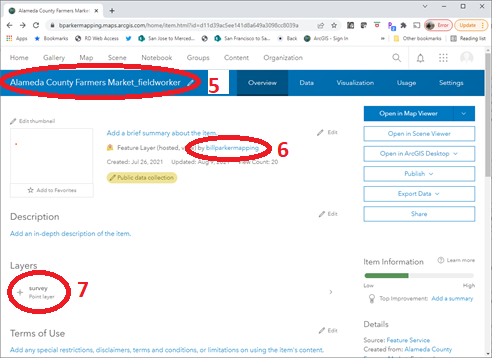 Alameda County Farmers Market_
bparkermapping.maps.arcgis.com/home/item.html?id=d11d39ac5ee141d6a649a3098cc8039a
Error
Update
Apps
Bookmarks
RD Web Access
San Jose to Merced...
San Francisco to Sa...
ArcGIS - Sign In
Other bookmarks
Reading list
Home
Gallery
Map
Scene
Notebook
Groups
Content
Organization
Alameda County Farmers Market_fieldworker
5
Overview
Data
Visualization
Usage
Settings
Edit thumbnail
Add a brief summary about the item.
Edit
Feature Layer (hosted, by billparkermapping
6
Created: Jul 26, 2021 Updated: Aug 2021 View Count: 20
Public data collection
Add to Favorites
Open in Map Viewer
Open in Scene Viewer
Open in ArcGIS Desktop
Publish
Export Data
Share
Description
Edit
Add an in-depth description of the item.
Layers
survey
Point layer
7
Item Information
Learn more
Low
High
Top Improvement: Add a summary
Details
Source: Feature Service
Created from: Alameda County
Terms of Use
Edit
Add any special restrictions, disclaimers, terms and conditions, or limitations on using the item's content.